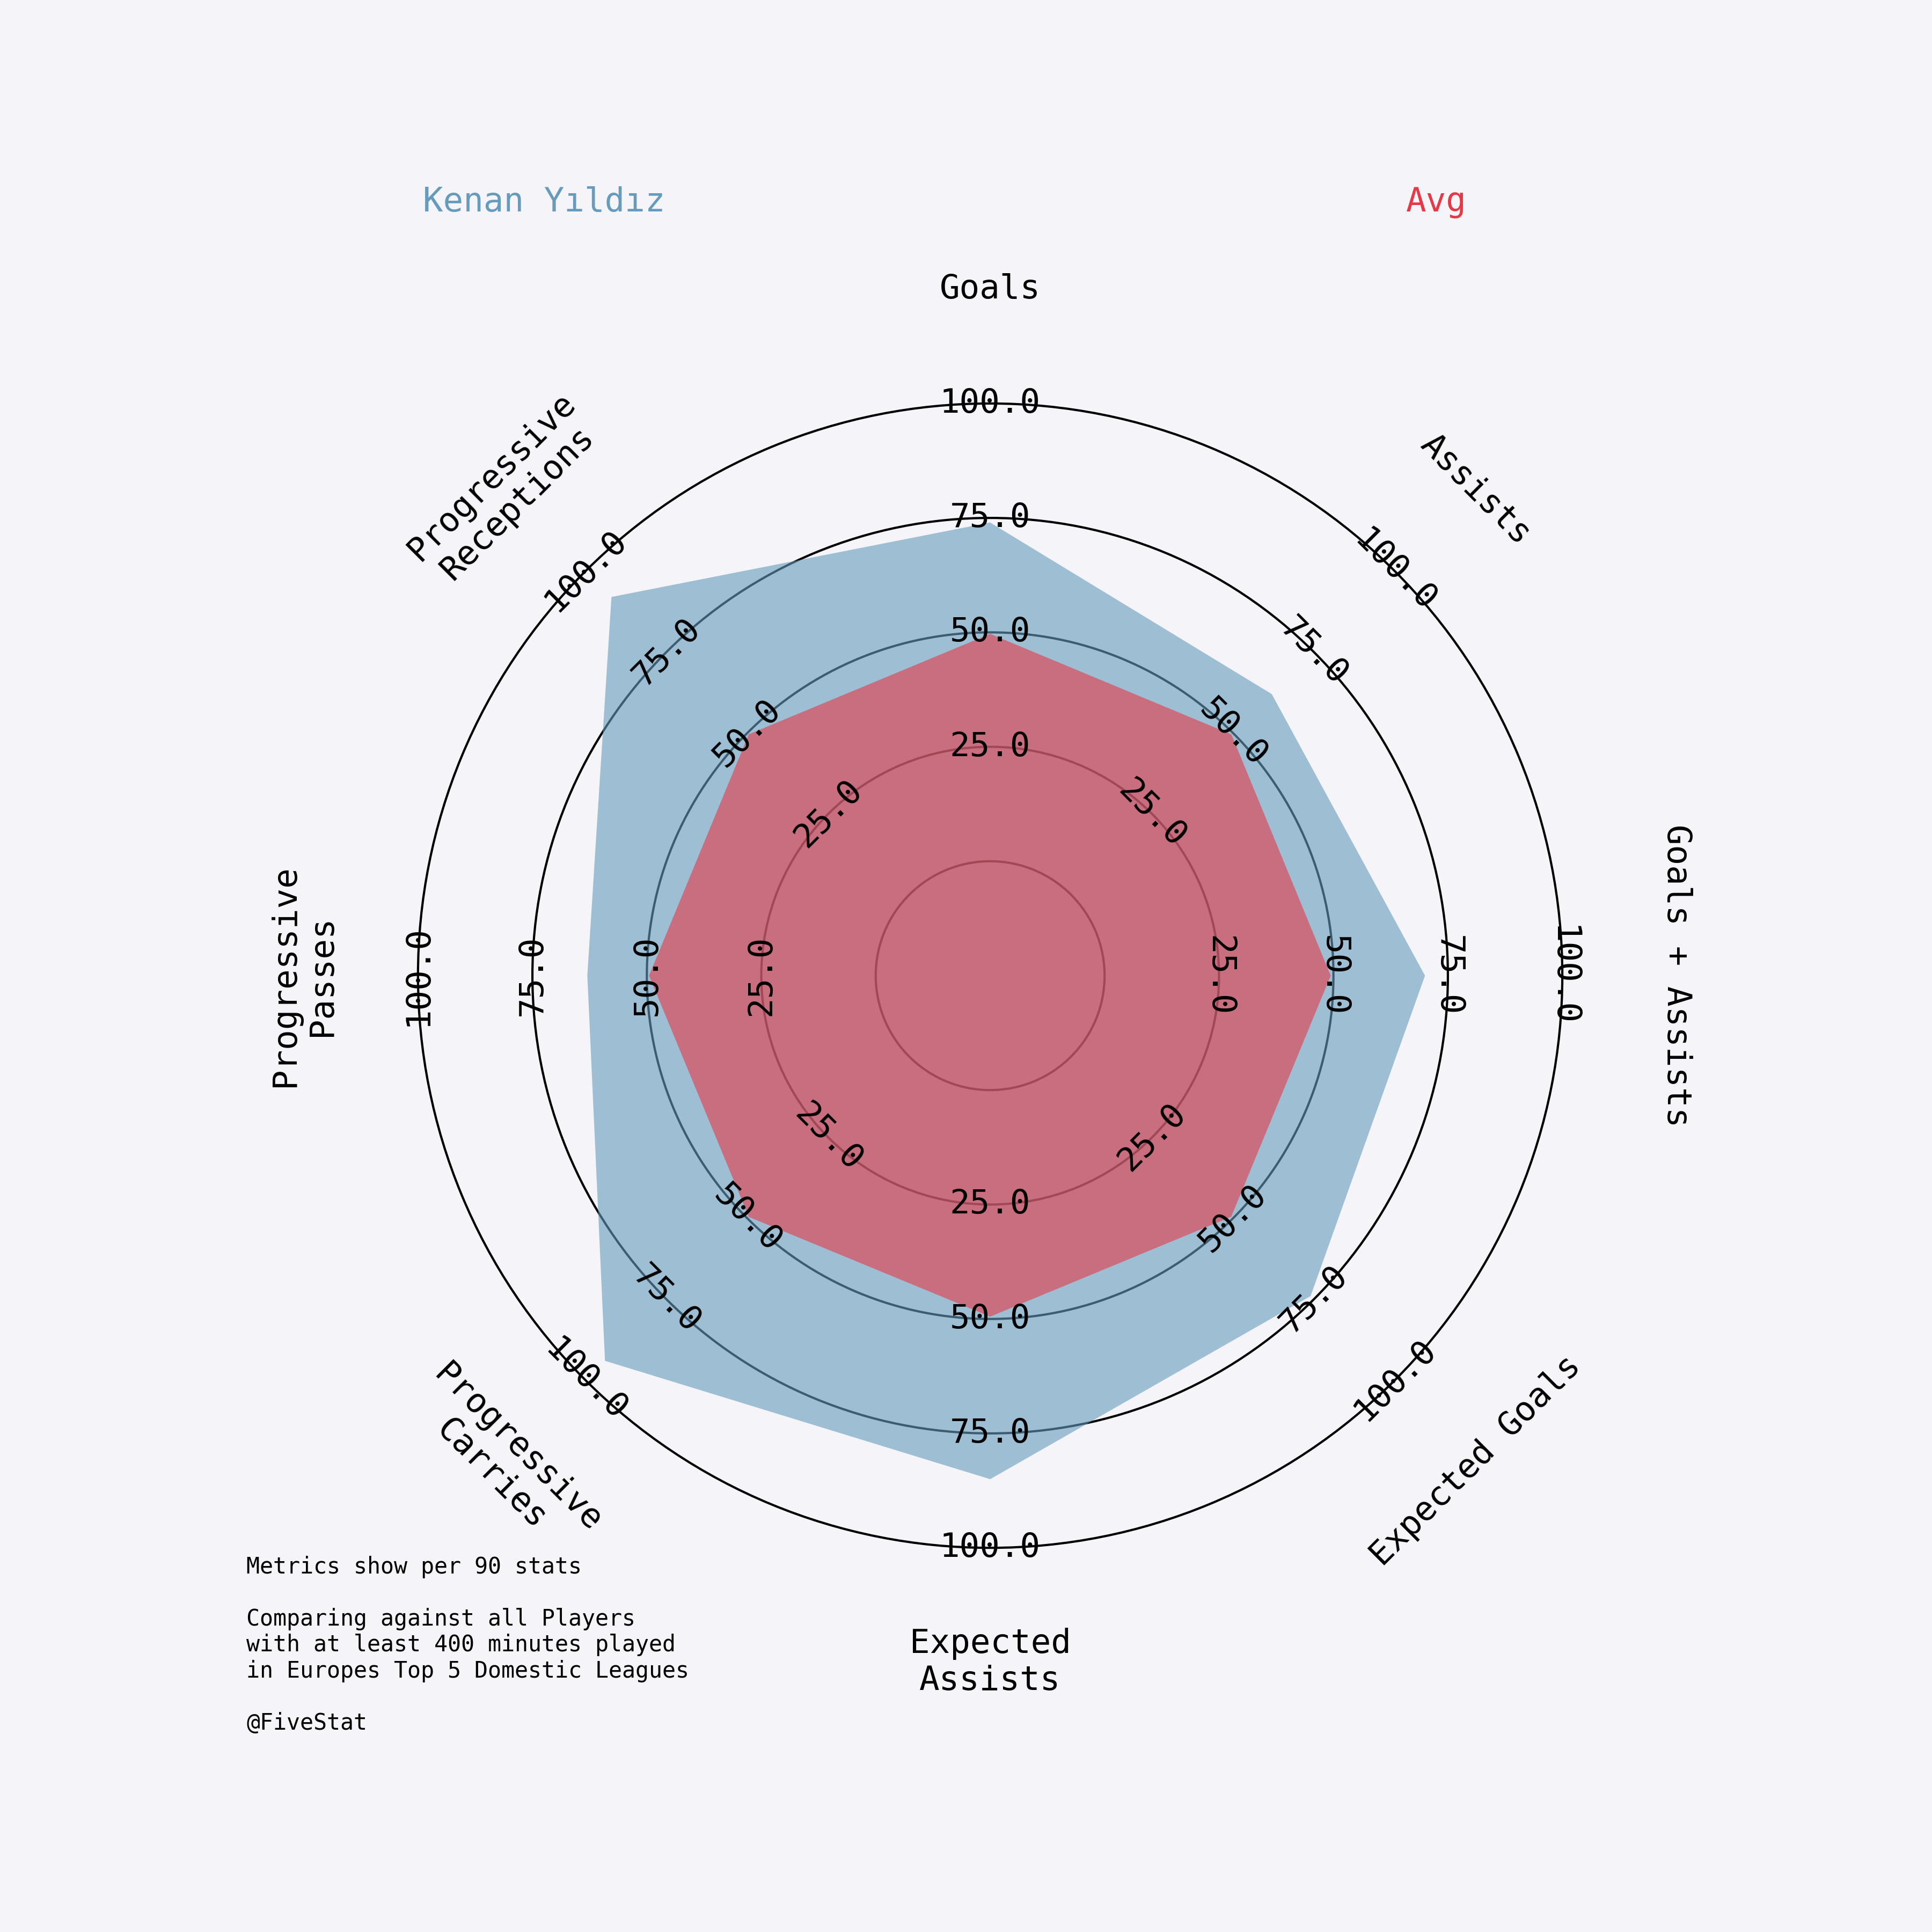 Kenan Yıldız
Avg
Goals
Assists
Goals + Assists
Expected Goals
Expected
Assists
Progressive
Carries
Progressive
Passes
Progressive
Receptions
25.0
50.0
75.0
100.0
25.0
50.0
75.0
100.0
25.0
50.0
75.0
100.0
25.0
50.0
75.0
100.0
25.0
50.0
75.0
100.0
25.0
50.0
75.0
100.0
25.0
50.0
75.0
100.0
25.0
50.0
75.0
100.0
Metrics show per 90 stats
Comparing against all Players
with at least 400 minutes played
in Europes Top 5 Domestic Leagues
@FiveStat